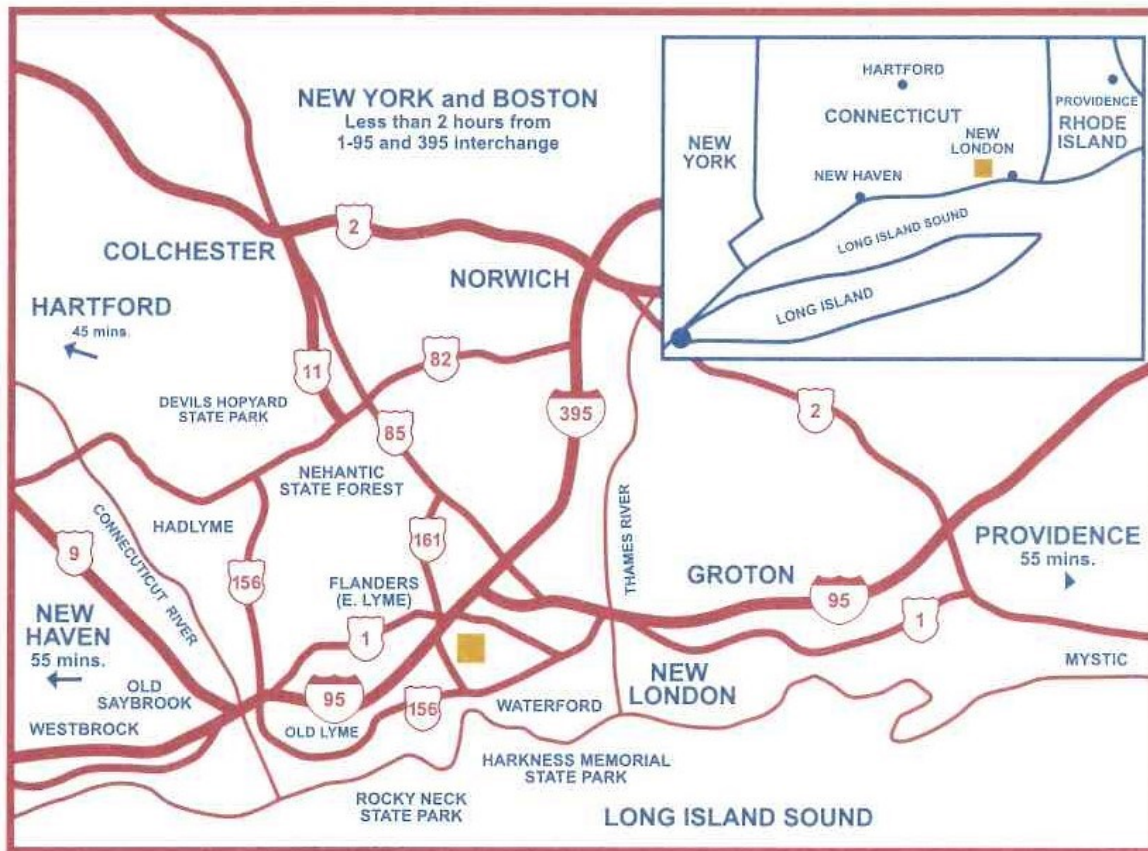 NEW YORK and BOSTON
Less than 2 hours from
1-95 and 395 interchange
HARTFORD
CONNECTICUT
PROVIDENCE
RHODE
ISLAND
NEW
YORK
NEW
LONDON
NEW HAVEN
LONG ISLAND SOUND
LONG ISLAND
2
COLCHESTER
NORWICH
HARTFORD
45 mins.
11
82
DEVILS HOPYARD
STATE PARK
395
2
85
NEHANTIC
STATE FOREST
HADLYME
CONNECUTICUT RIVER
THAMES RIVER
161
9
156
PROVIDENCE
55 mins.
FLANDERS
(E. LYME)
GROTON
95
1
1
NEW
HAVEN
55 mins.
OLD
SAYBROOK
WESTBROCK
95
OLD LYME
156
WATERFORD
NEW
LONDON
MYSTIC
HARKNESS MEMORIAL
STATE PARK
ROCKY NECK
STATE PARK
LONG ISLAND SOUND